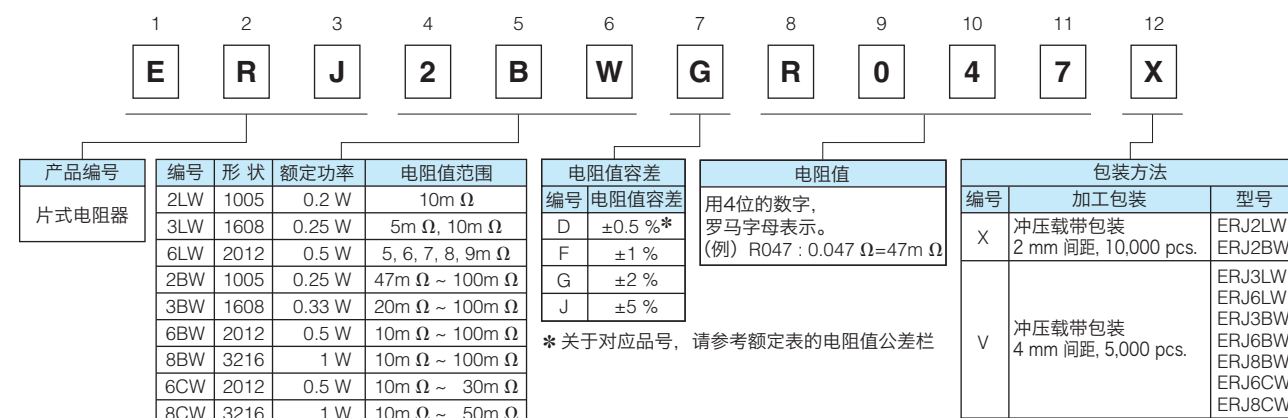 1 2 3 4 5 6 7 8 9 10 11 12
E R J 2 B W G R 0 4 7 X
产品编号
片式电阻器
编号 形 状 额定功率 电阻值范围
2LW 1005 0.2 W 10m Ω
3LW 1608 0.25 W 5m Ω, 10m Ω
6LW 2012 0.5 W 5, 6, 7, 8, 9m Ω
2BW 1005 0.25 W 47m Ω ~ 100m Ω
3BW 1608 0.33 W 20m Ω ~ 100m Ω
6BW 2012 0.5 W 10m Ω ~ 100m Ω
8BW 3216 1 W 10m Ω ~ 100m Ω
6CW 2012 0.5 W 10m Ω ~ 30m Ω
8CW 3216 1 W 10m Ω ~ 50m Ω
电阻值容差
编号 电阻值容差
D ±0.5 %*
F ±1 %
G ±2 %
J ±5 %
* 关于对应品号，请参考额定表的电阻值公差栏
电阻值
用4位的数字，
罗马字母表示。
(例) R047 : 0.047 Ω=47m Ω
包装方法
编号 加工包装 型号
X 冲压载带包装
2 mm 间距, 10,000 pcs.
ERJ2LW
ERJ2BW
V 冲压载带包装
4 mm 间距, 5,000 pcs.
ERJ3LW
ERJ6LW
ERJ3BW
ERJ6BW
ERJ8BW
ERJ6CW
ERJ8CW